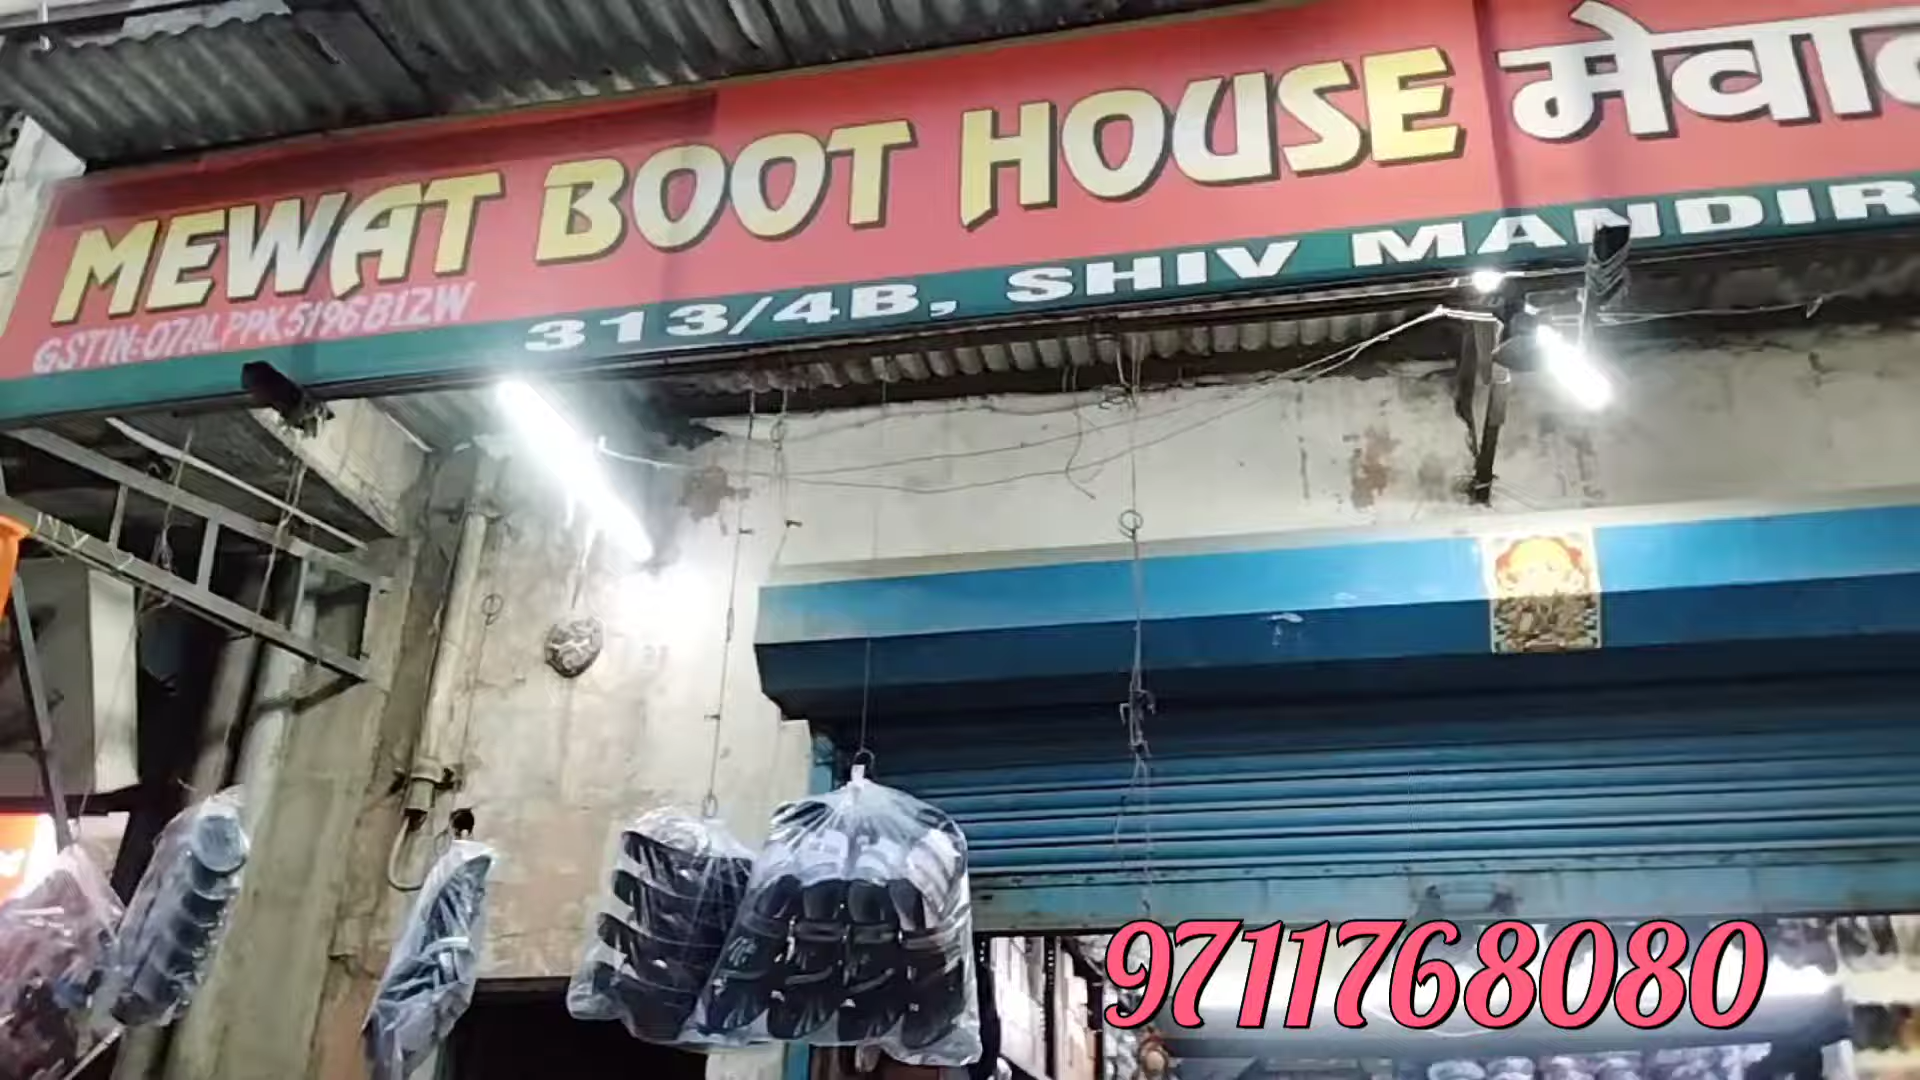 MEWAT BOOT HOUSE
GSTIN:07ALPPK5196B1ZW
313/4B, SHIV MANDIR
9711768080